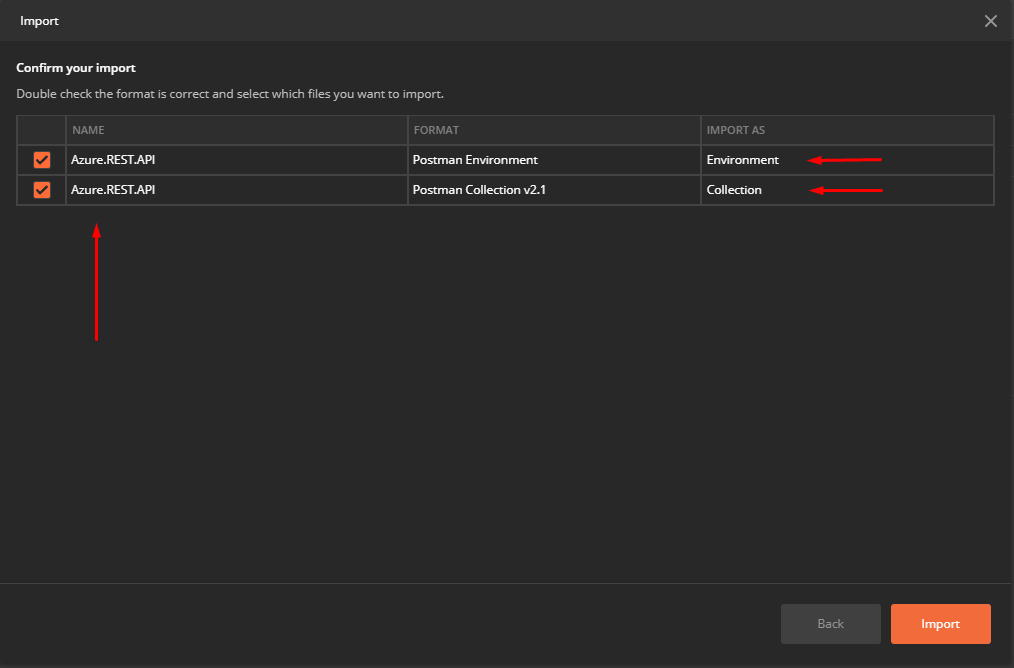 Import
Confirm your import
Double check the format is correct and select which files you want to import.
NAME FORMAT IMPORT AS
Azure.REST.API Postman Environment Environment
Azure.REST.API Postman Collection v2.1 Collection
Back Import